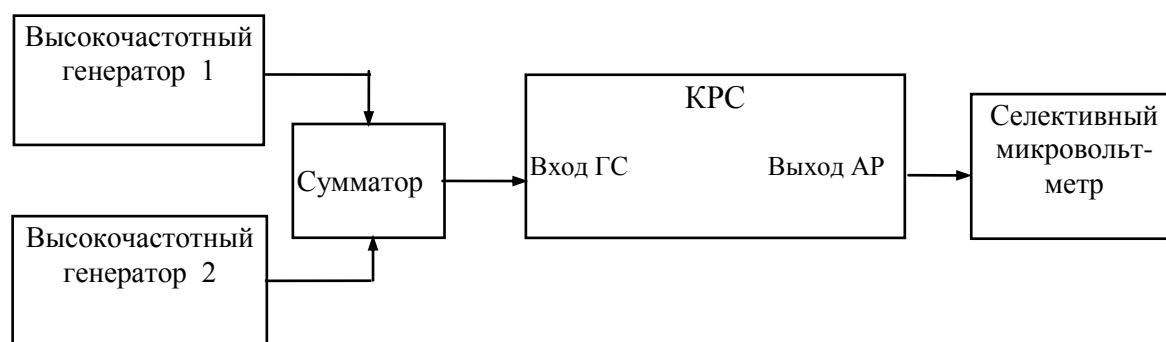 Высокочастотный
генератор 1
Высокочастотный
генератор 2
Сумматор
КРС
Вход ГС
Выход АР
Селективный
микровольт-
метр